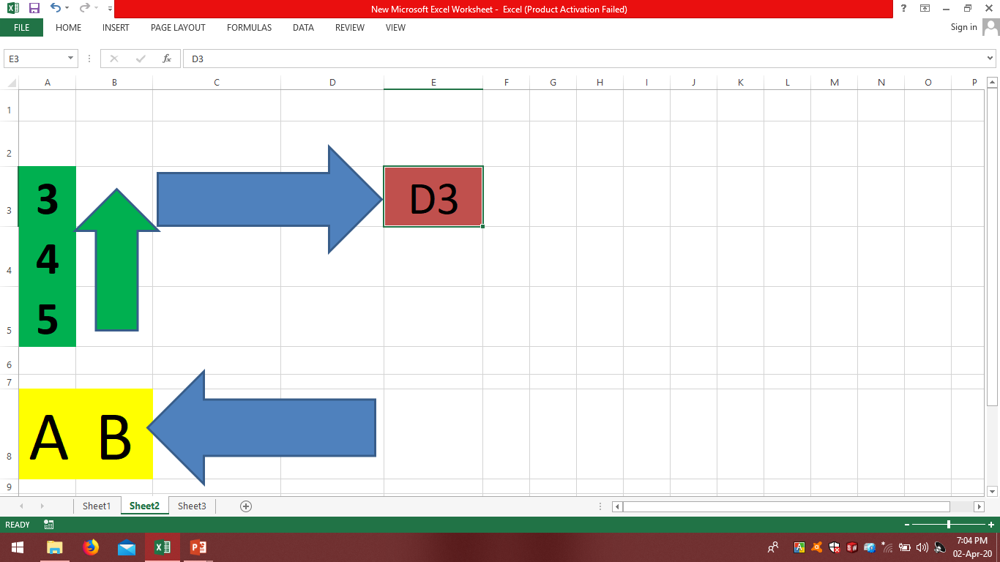 New Microsoft Excel Worksheet - Excel (Product Activation Failed)
FILE HOME INSERT PAGE LAYOUT FORMULAS DATA REVIEW VIEW Sign in
E3 fx D3
A B C D E F G H I J K L M N O P
1
2
3 3 D3
4 4
5 5
6
7
8 A B
9
Sheet1 Sheet2 Sheet3
READY
7:04 PM
02-Apr-20